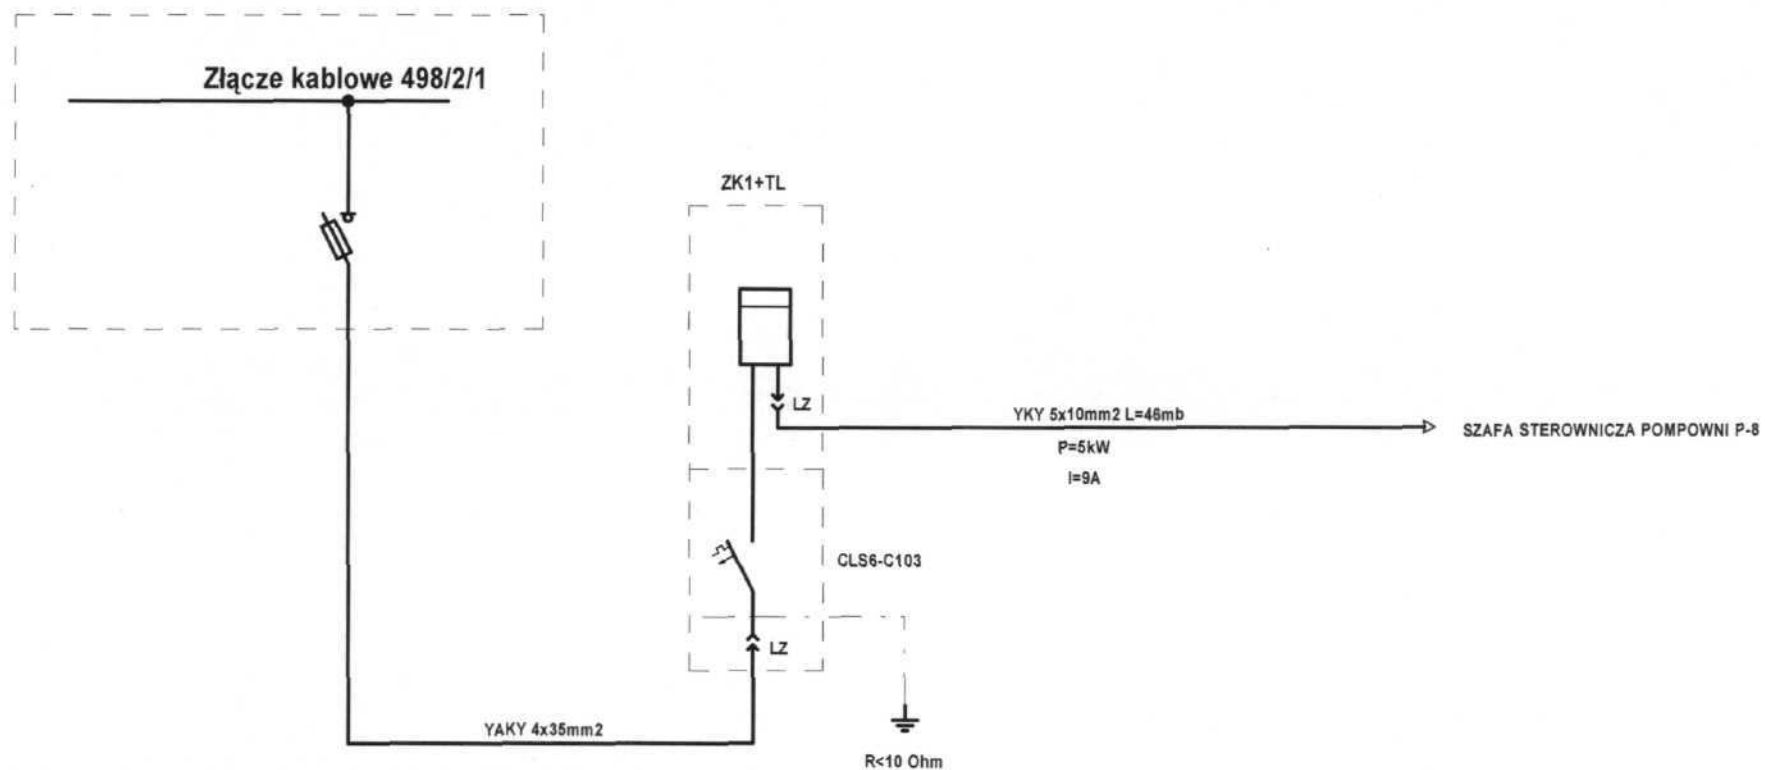 Złącze kablowe 498/2/1
ZK1+TL
LZ
YKY 5x10mm2 L=46mb
P=5kW
I=9A
SZAFA STEROWNICZA POMPOWNI P-8
CLS6-C103
LZ
YAKY 4x35mm2
R<10 Ohm